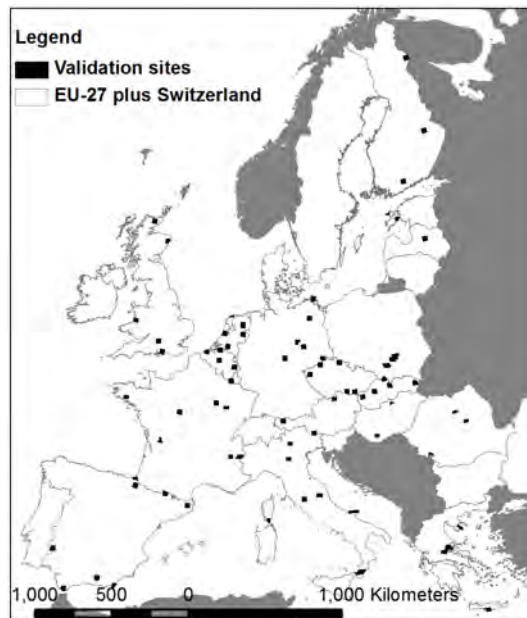 Legend
Validation sites
EU-27 plus Switzerland
1,000 500 0 1,000 Kilometers